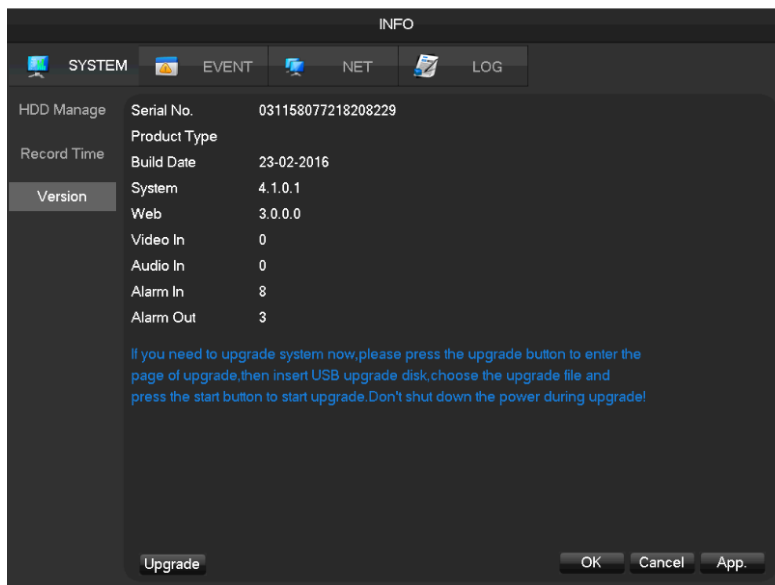 INFO
SYSTEM EVENT NET LOG
HDD Manage
Record Time
Version
Serial No. 031158077218208229
Product Type
Build Date 23-02-2016
System 4.1.0.1
Web 3.0.0.0
Video In 0
Audio In 0
Alarm In 8
Alarm Out 3
If you need to upgrade system now,please press the upgrade button to enter the
page of upgrade,then insert USB upgrade disk,choose the upgrade file and
press the start button to start upgrade.Don't shut down the power during upgrade!
Upgrade OK Cancel App.